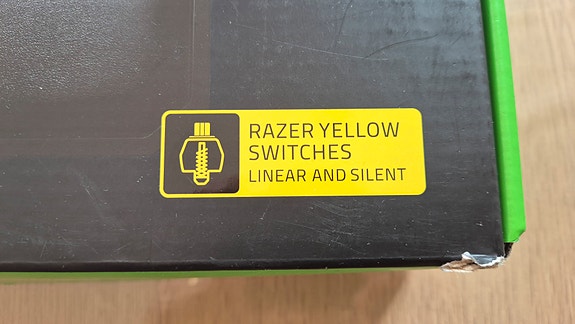 RAZER YELLOW
SWITCHES
LINEAR AND SILENT